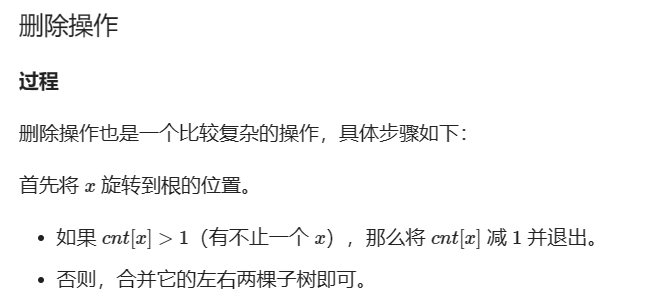 删除操作
过程
删除操作也是一个比较复杂的操作，具体步骤如下：
首先将 x 旋转到根的位置。
• 如果 cnt[x] > 1（有不止一个 x），那么将 cnt[x] 减 1 并退出。
• 否则，合并它的左右两棵子树即可。